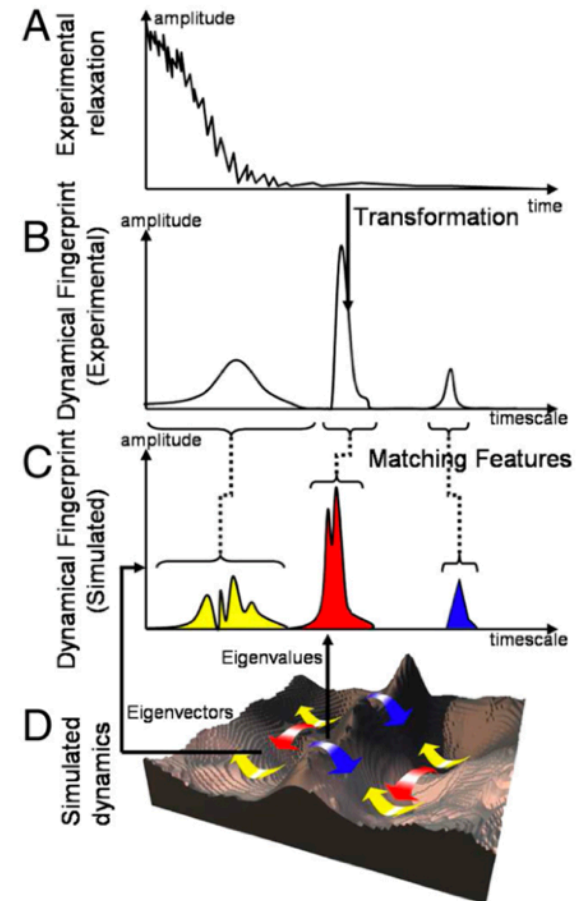 A
amplitude
Experimental
relaxation
time
Transformation
B
amplitude
Dynamical Fingerprint
(Experimental)
timescale
C
amplitude
Matching Features
Dynamical Fingerprint
(Simulated)
timescale
Eigenvalues
D
Eigenvectors
Simulated
dynamics